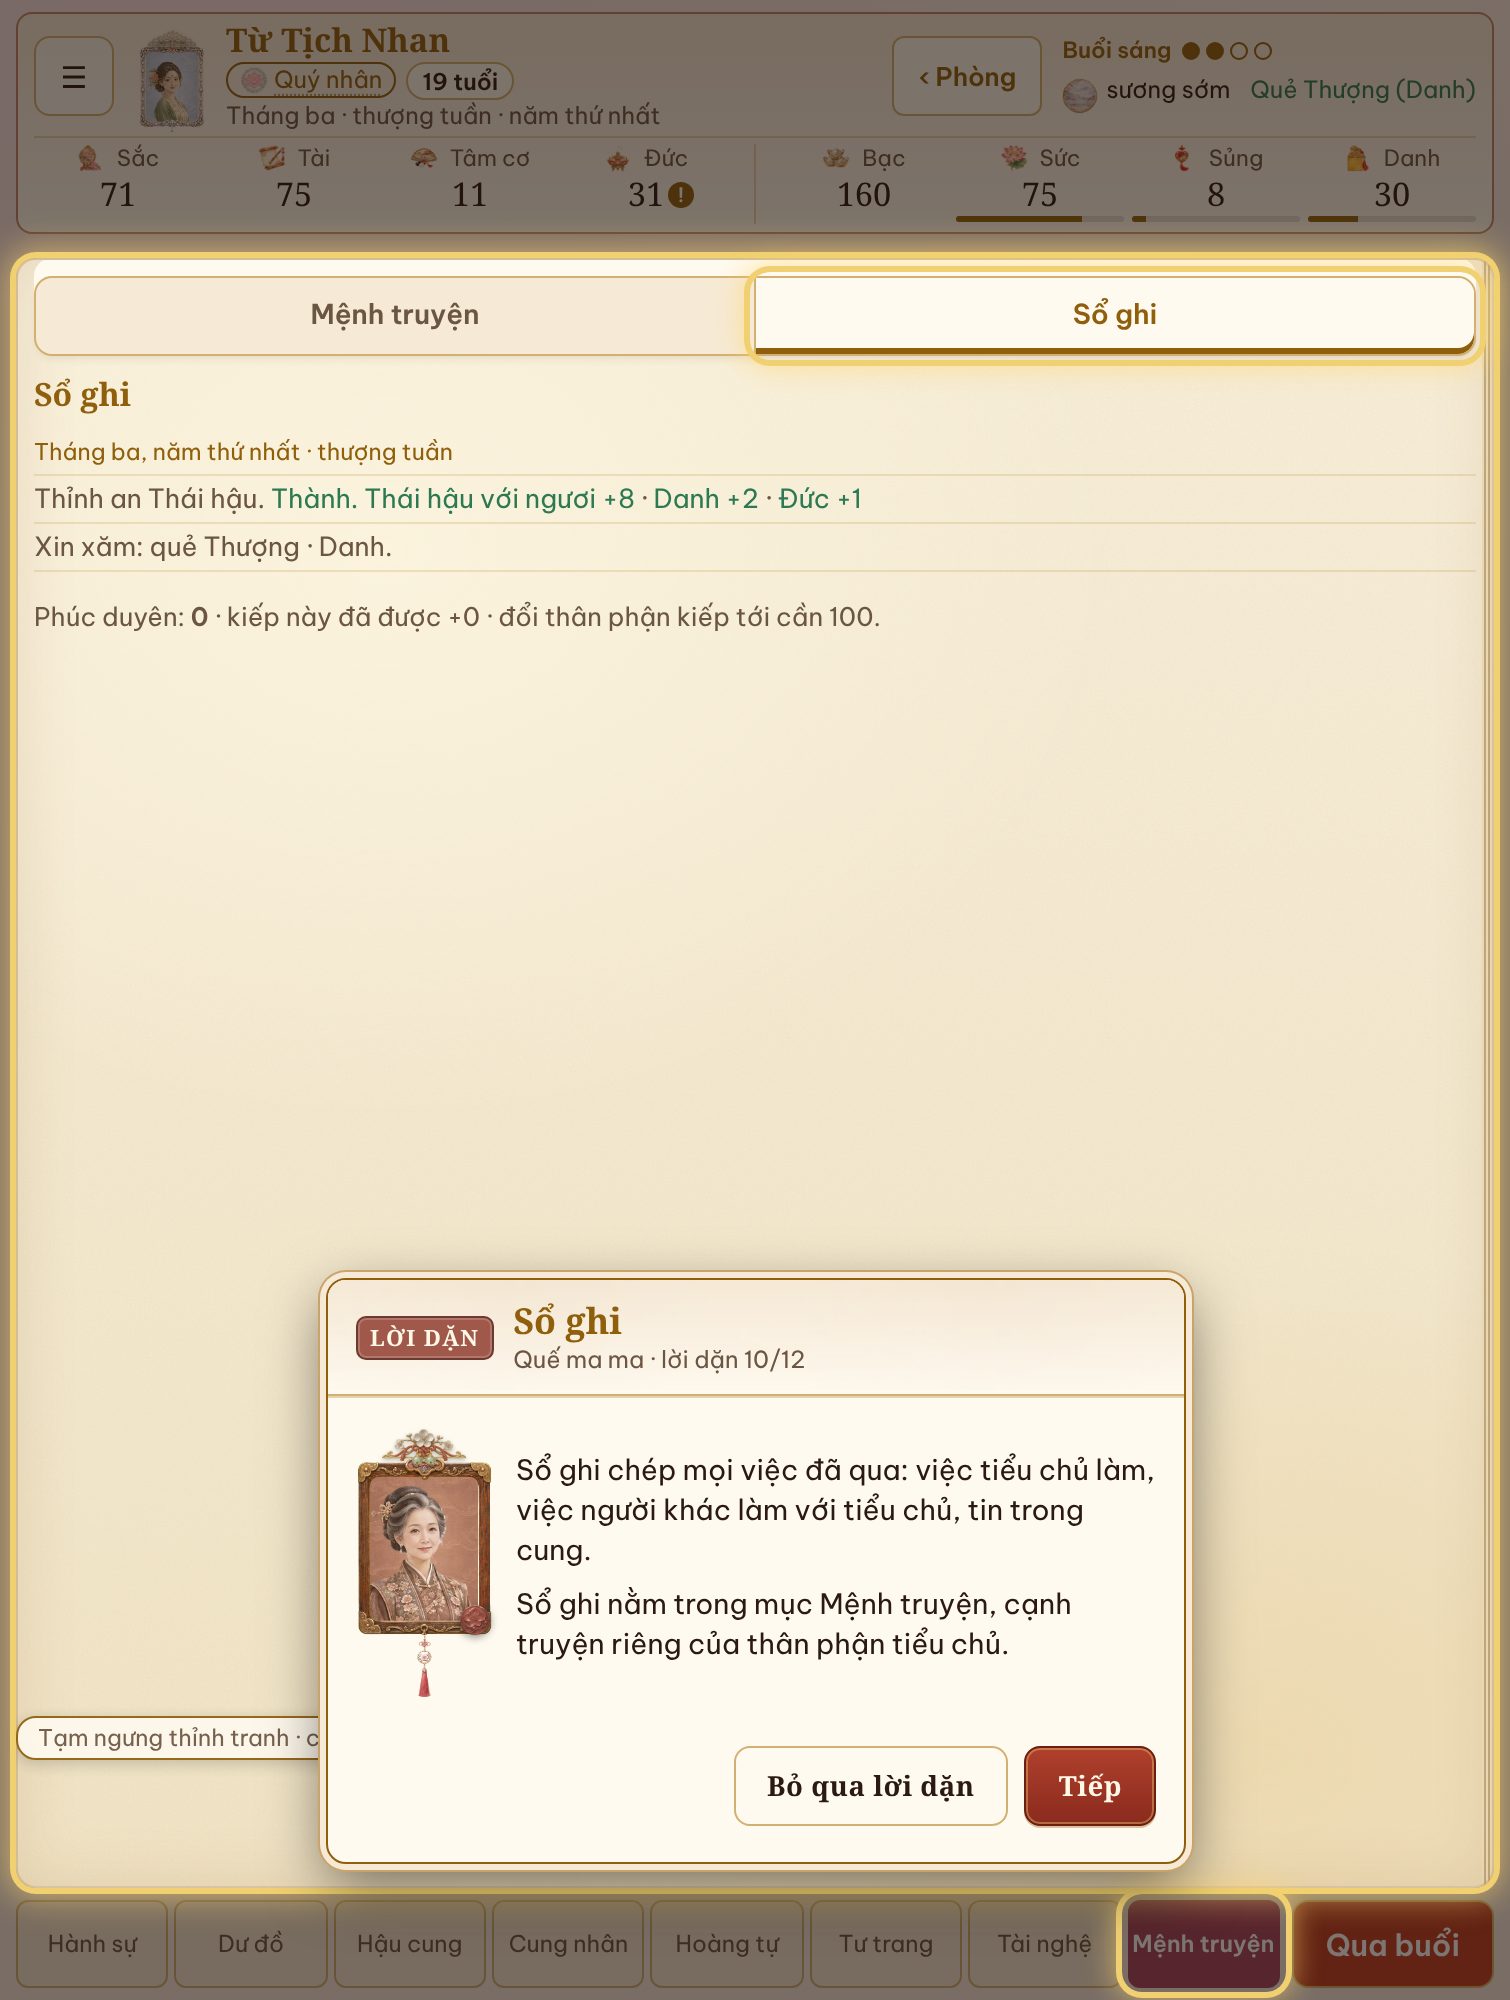 ☰
Từ Tịch Nhan
Quý nhân
19 tuổi
Tháng ba · thượng tuần · năm thứ nhất
‹ Phòng
Buổi sáng
sương sớm Quẻ Thượng (Danh)
Sắc Tài Tâm cơ Đức Bạc Sức Sủng Danh
71 75 11 31 ! 160 75 8 30
Mệnh truyện Sổ ghi
Sổ ghi
Tháng ba, năm thứ nhất · thượng tuần
Thỉnh an Thái hậu. Thành. Thái hậu với ngươi +8 · Danh +2 · Đức +1
Xin xăm: quẻ Thượng · Danh.
Phúc duyên: 0 · kiếp này đã được +0 · đổi thân phận kiếp tới cần 100.
LỜI DẶN
Sổ ghi
Quế ma ma · lời dặn 10/12
Sổ ghi chép mọi việc đã qua: việc tiểu chủ làm,
việc người khác làm với tiểu chủ, tin trong
cung.
Sổ ghi nằm trong mục Mệnh truyện, cạnh
truyện riêng của thân phận tiểu chủ.
Tạm ngưng thỉnh tranh · c
Bỏ qua lời dặn
Tiếp
Hành sự Dư đồ Hậu cung Cung nhân Hoàng tự Tư trang Tài nghệ Mệnh truyện Qua buổi